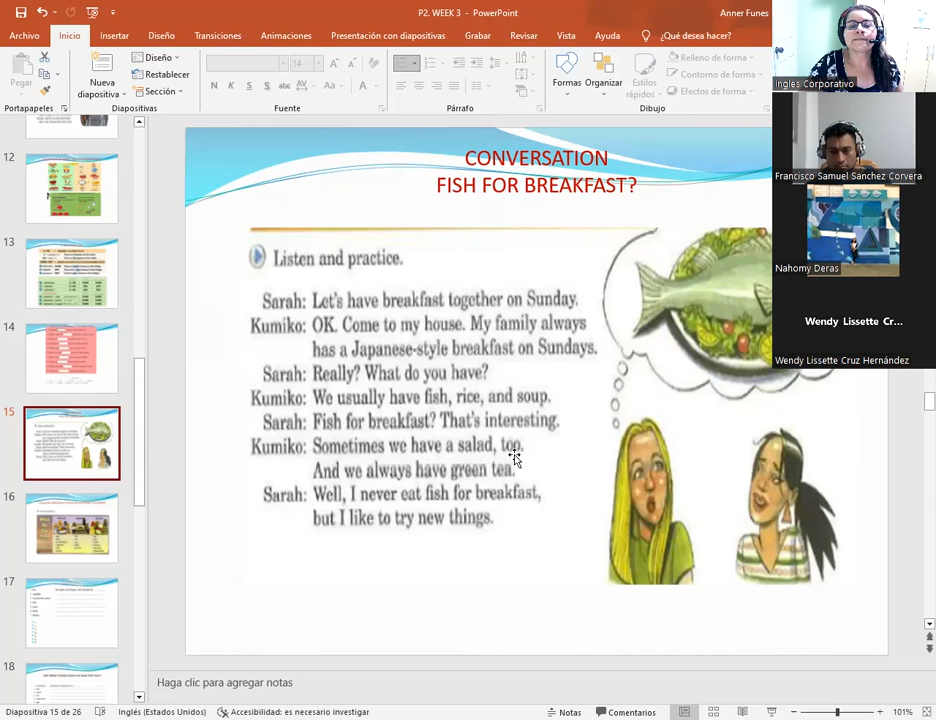 P2. WEEK 3 - PowerPoint
Anner Funes
Archivo Inicio Insertar Diseño Transiciones Animaciones Presentación con diapositivas Grabar Revisar Vista Ayuda ¿Qué desea hacer?
Pegar
Nueva diapositiva
Diseño
Restablecer
Sección
14
N K S S abc AV Aa A
Formas
Organizar
Estilos rápidos
Relleno de forma
Contorno de forma
Efectos de forma
Portapapeles Diapositivas Fuente Párrafo Dibujo
Ingles Corporativo
Francisco Samuel Sanchez Corvera
Nahomy Deras
Wendy Lissette Cr...
Wendy Lissette Cruz Hernández
12
13
14
15
16
17
18
CONVERSATION
FISH FOR BREAKFAST?
Listen and practice.
Sarah: Let's have breakfast together on Sunday.
Kumiko: OK. Come to my house. My family always
has a Japanese-style breakfast on Sundays.
Sarah: Really? What do you have?
Kumiko: We usually have fish, rice, and soup.
Sarah: Fish for breakfast? That's interesting.
Kumiko: Sometimes we have a salad, too.
And we always have green tea.
Sarah: Well, I never eat fish for breakfast,
but I like to try new things.
Haga clic para agregar notas
Diapositiva 15 de 26 Inglés (Estados Unidos) Accesibilidad: es necesario investigar Notas Comentarios 101%